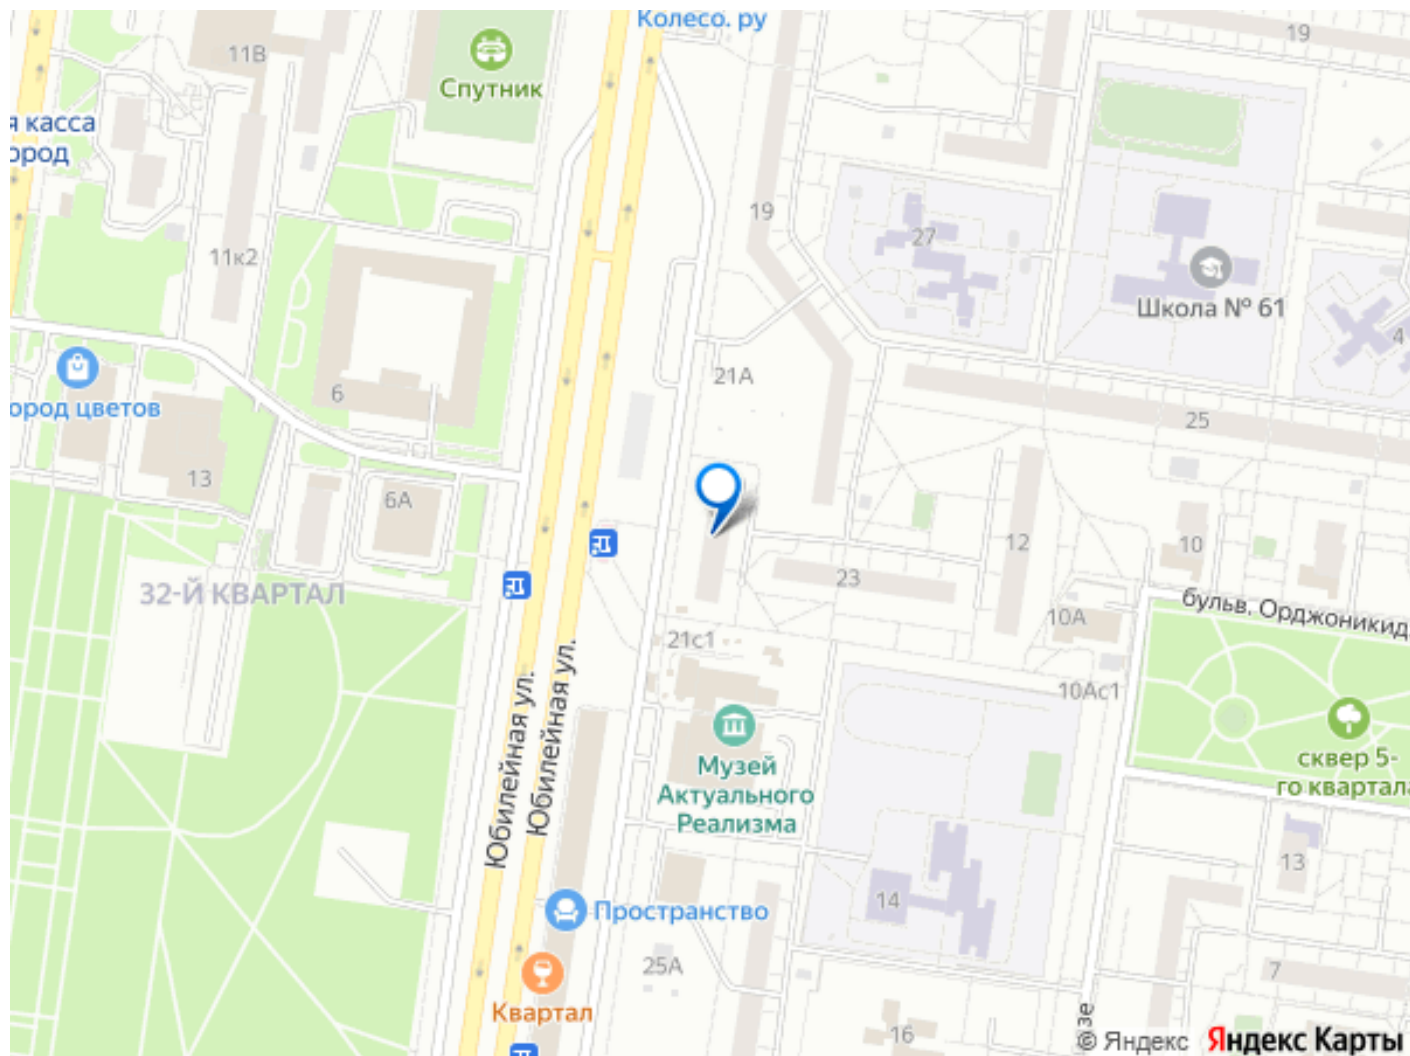 Колесо. ру
19
11В
Спутник
я касса
ород
19
27
11к2
Школа № 61
4
21А
6
ород цветов
25
13
6А
12
10
32-Й КВАРТАЛ
23
бульв. Орджоникид
10А
21с1
10Ас1
Юбилейная ул.
Юбилейная ул.
Музей
Актуального
Реализма
сквер 5-
го квартала
13
14
Пространство
25А
7
Квартал
16
зе
© Яндекс Яндекс Карты